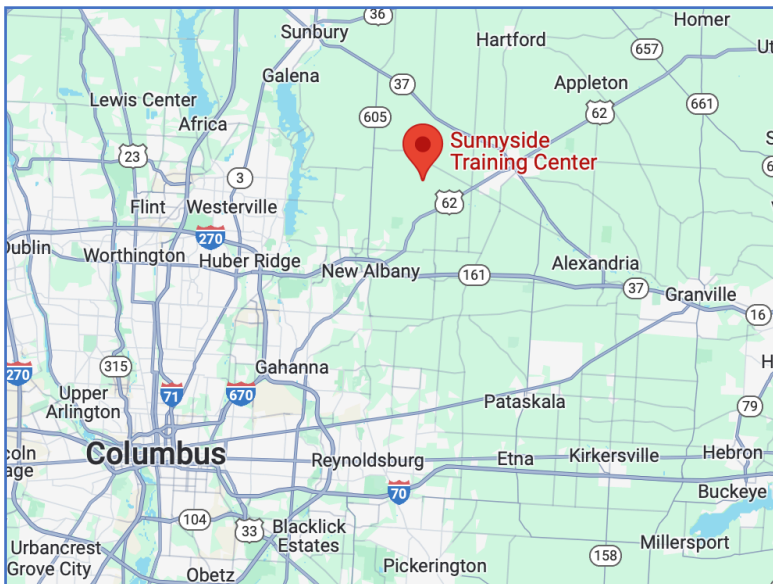 36
Homer
Sunbury
Hartford
657
Ut
Galena
37
Appleton
Lewis Center
605
62
661
Africa
Sunnyside
Training Center
23
3
Flint
Westerville
62
270
Dublin
Worthington
Huber Ridge
New Albany
161
Alexandria
37
Granville
16
315
Gahanna
H
270
71
670
Upper
Arlington
Pataskala
79
Columbus
coln
age
Reynoldsburg
Etna
Kirkersville
Hebron
70
Buckeye
104
33
Blacklick
Estates
Millersport
Urbancrest
Grove City
158
Obetz
Pickerington